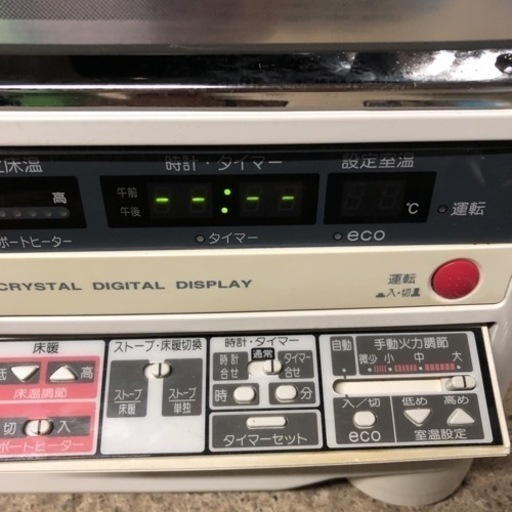 床温
時計・タイマー
設定室温
高
午前
午後
--:--
℃
運転
ポートヒーター
タイマー
eco
CRYSTAL DIGITAL DISPLAY
運転
入・切
床暖
低 高
床温調節
切 入
ポートヒーター
ストーブ・床暖切換
ストーブ床暖
ストーブ単独
時計・タイマー
時計合せ
通常
タイマー合せ
時 分
タイマーセット
自動
手動火力調節
微少 小 中 大
入/切
eco
低め 高め
室温設定